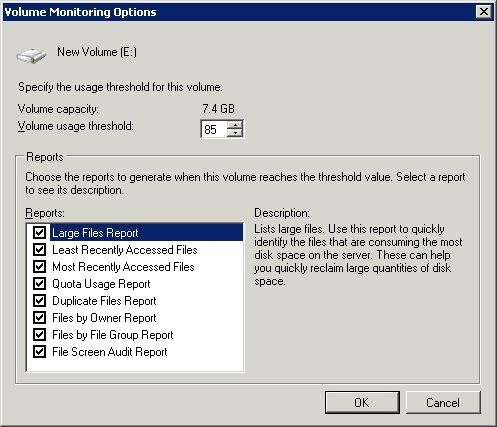 Volume Monitoring Options
New Volume (E:)
Specify the usage threshold for this volume.
Volume capacity: 7.4 GB
Volume usage threshold: 85
Reports
Choose the reports to generate when this volume reaches the threshold value. Select a report
to see its description.
Reports:
Large Files Report
Least Recently Accessed Files
Most Recently Accessed Files
Quota Usage Report
Duplicate Files Report
Files by Owner Report
Files by File Group Report
File Screen Audit Report
Description:
Lists large files. Use this report to quickly
identify the files that are consuming the most
disk space on the server. These can help
you quickly reclaim large quantities of disk
space.
OK
Cancel